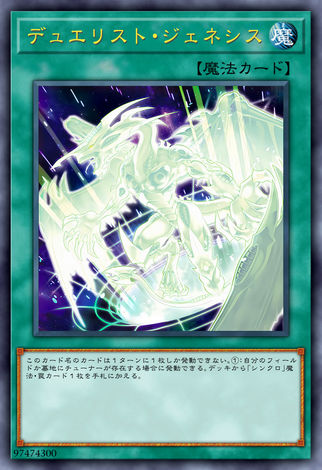 デュエリスト・ジェネシス 魔
【魔法カード】
このカード名のカードは1ターンに1枚しか発動できない。①:自分のフィール
ドか墓地にチューナーが存在する場合に発動できる。デッキから「シンクロ」魔
法・罠カード1枚を手札に加える。
97474300